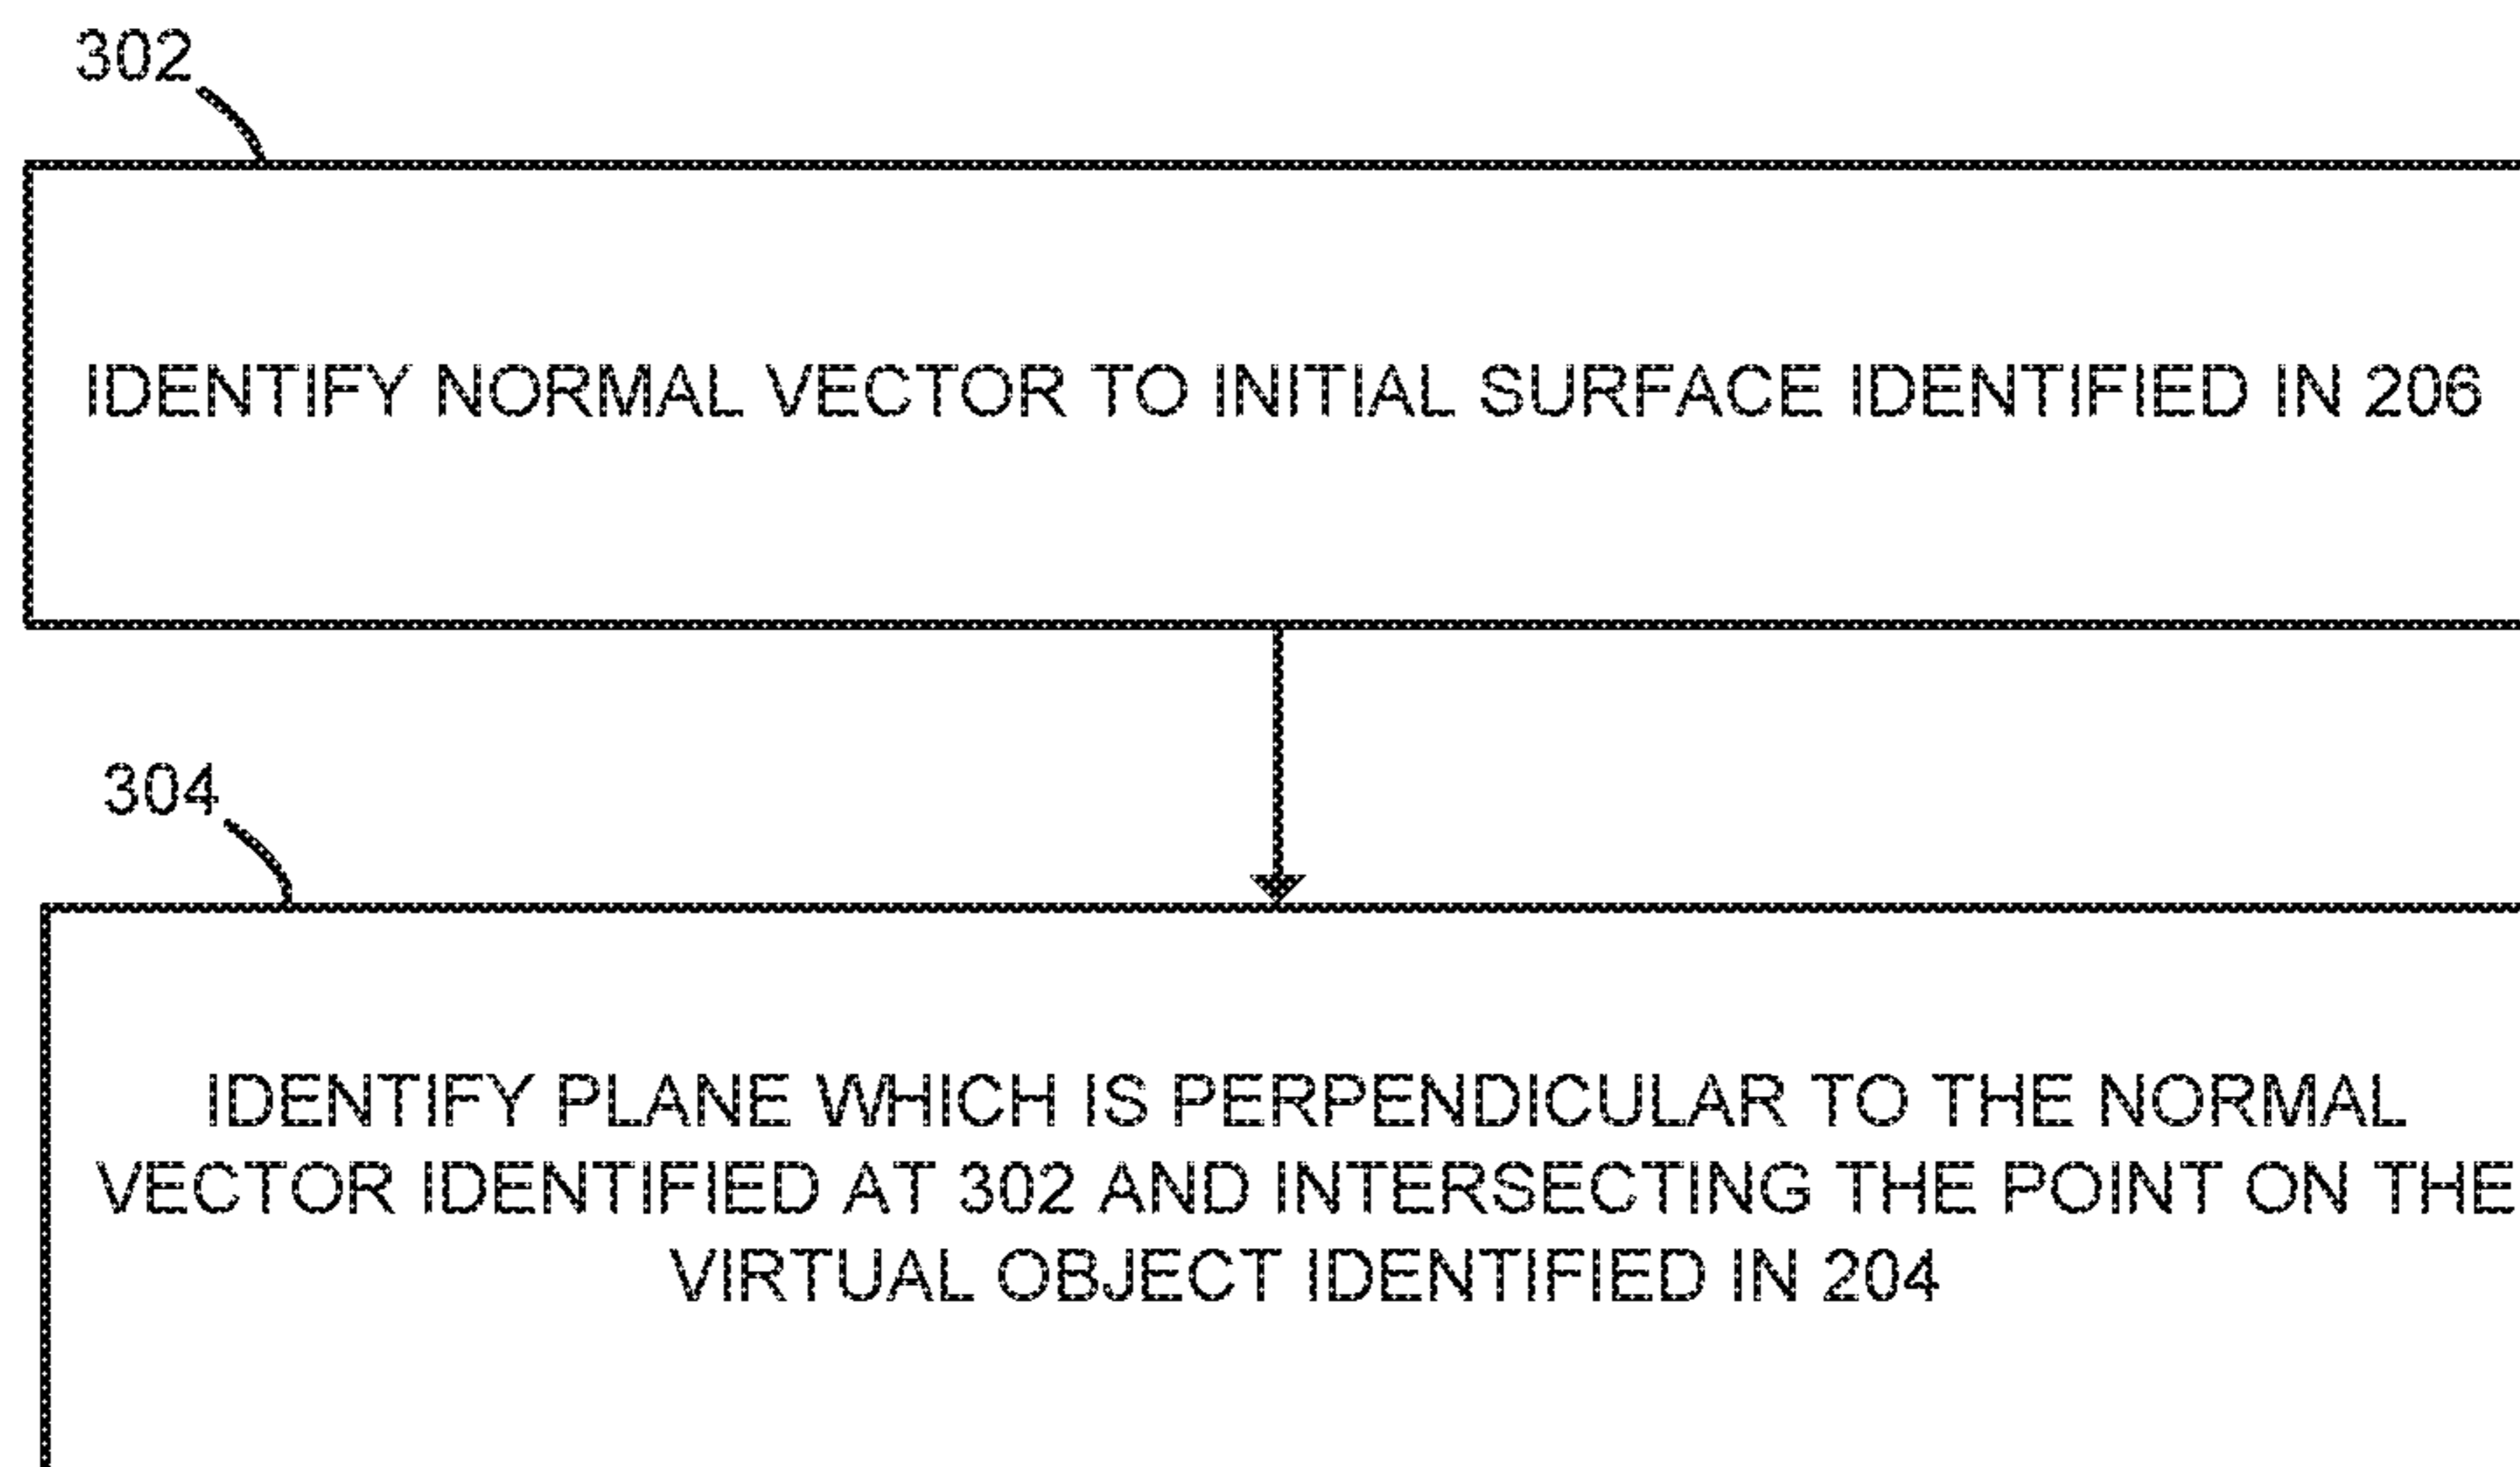 302
IDENTIFY NORMAL VECTOR TO INITIAL SURFACE IDENTIFIED IN 206
304
IDENTIFY PLANE WHICH IS PERPENDICULAR TO THE NORMAL
VECTOR IDENTIFIED AT 302 AND INTERSECTING THE POINT ON THE
VIRTUAL OBJECT IDENTIFIED IN 204